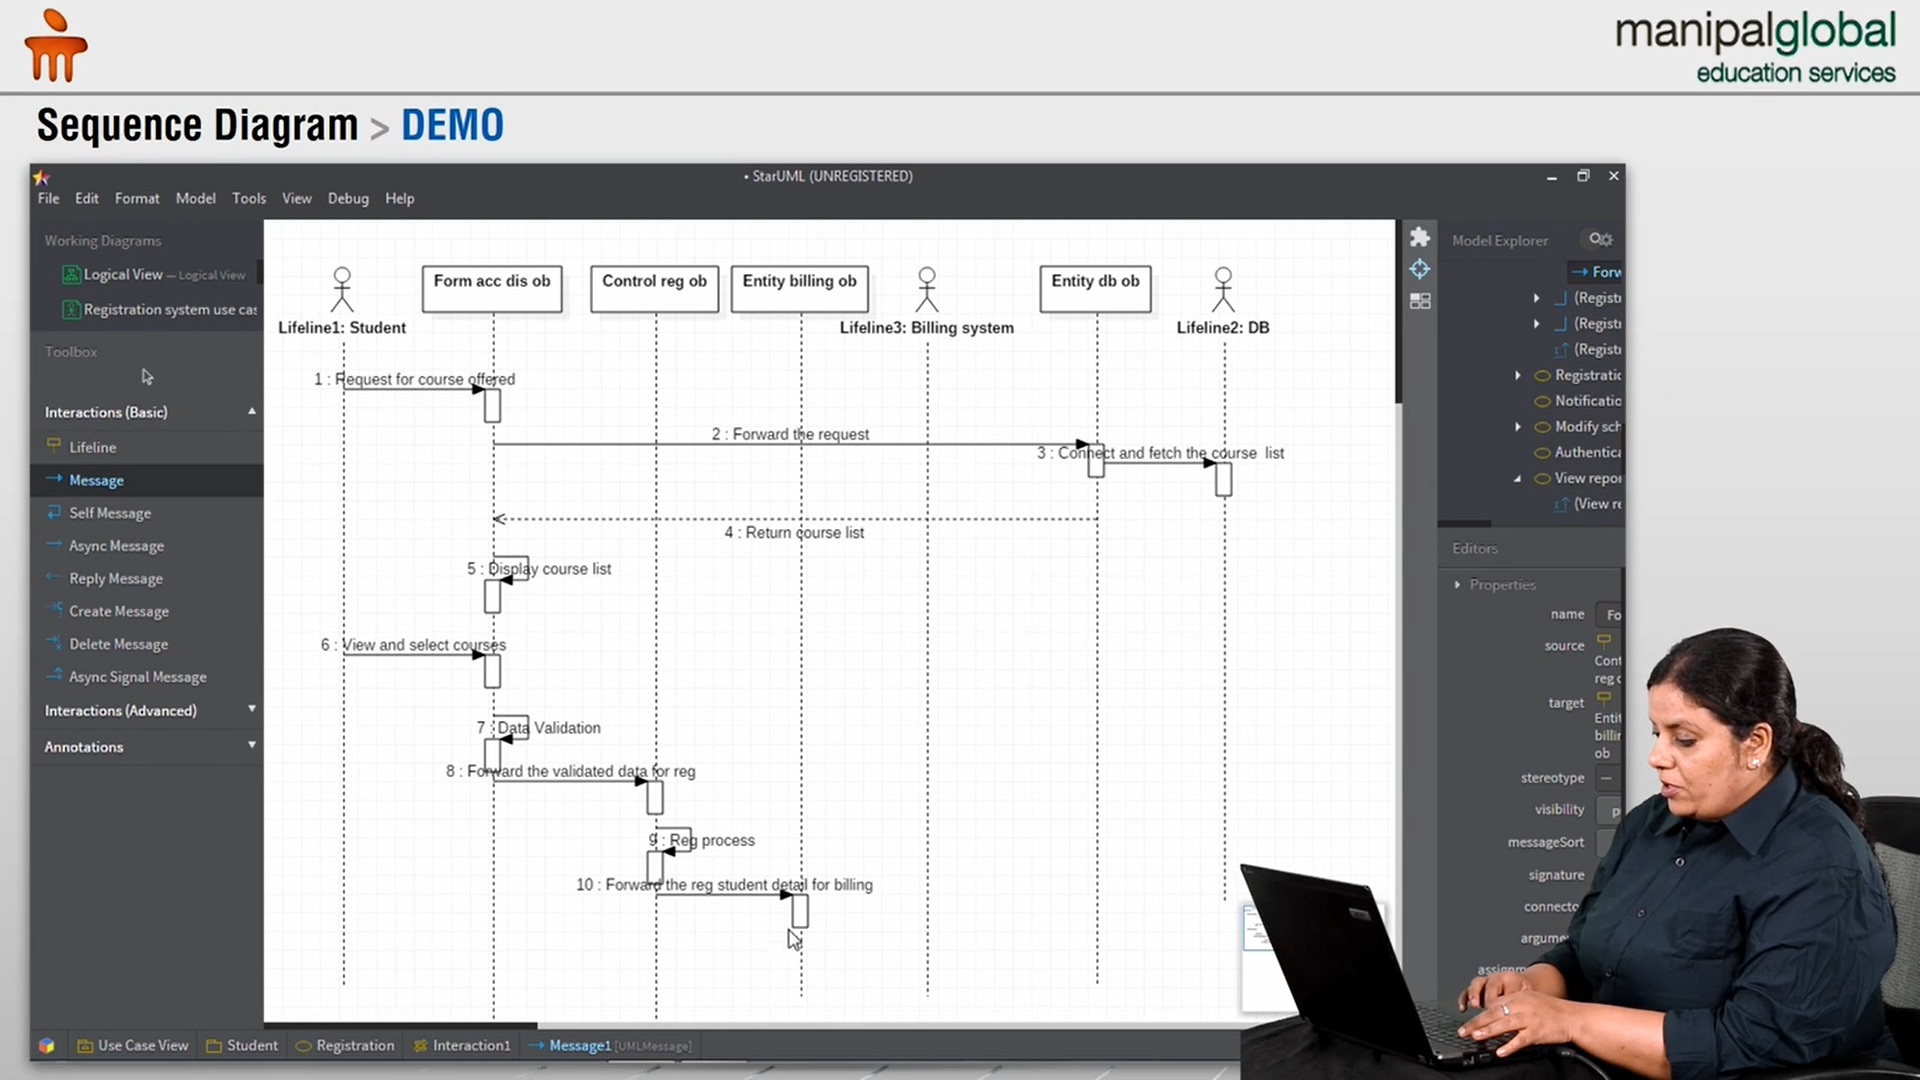 manipalglobal
education services
Sequence Diagram > DEMO
• StarUML (UNREGISTERED)
File Edit Format Model Tools View Debug Help
Working Diagrams
Logical View — Logical View
Registration system use cas
Toolbox
Interactions (Basic)
Lifeline
Message
Self Message
Async Message
Reply Message
Create Message
Delete Message
Async Signal Message
Interactions (Advanced)
Annotations
Form acc dis ob
Control reg ob
Entity billing ob
Entity db ob
Lifeline1: Student
Lifeline3: Billing system
Lifeline2: DB
1 : Request for course offered
2 : Forward the request
3 : Connect and fetch the course list
4 : Return course list
5 : Display course list
6 : View and select courses
7 : Data Validation
8 : Forward the validated data for reg
9 : Reg process
10 : Forward the reg student detail for billing
Model Explorer
Forw
(Registr
(Registr
(Registr
Registratio
Notificatio
Modify sch
Authentica
View repor
(View re
Editors
Properties
name Fo
source
Cont
reg o
target
Entit
billin
ob
stereotype —
visibility p
messageSort
signature
connecto
argume
assignm
Use Case View Student Registration Interaction1 Message1 [UMLMessage]